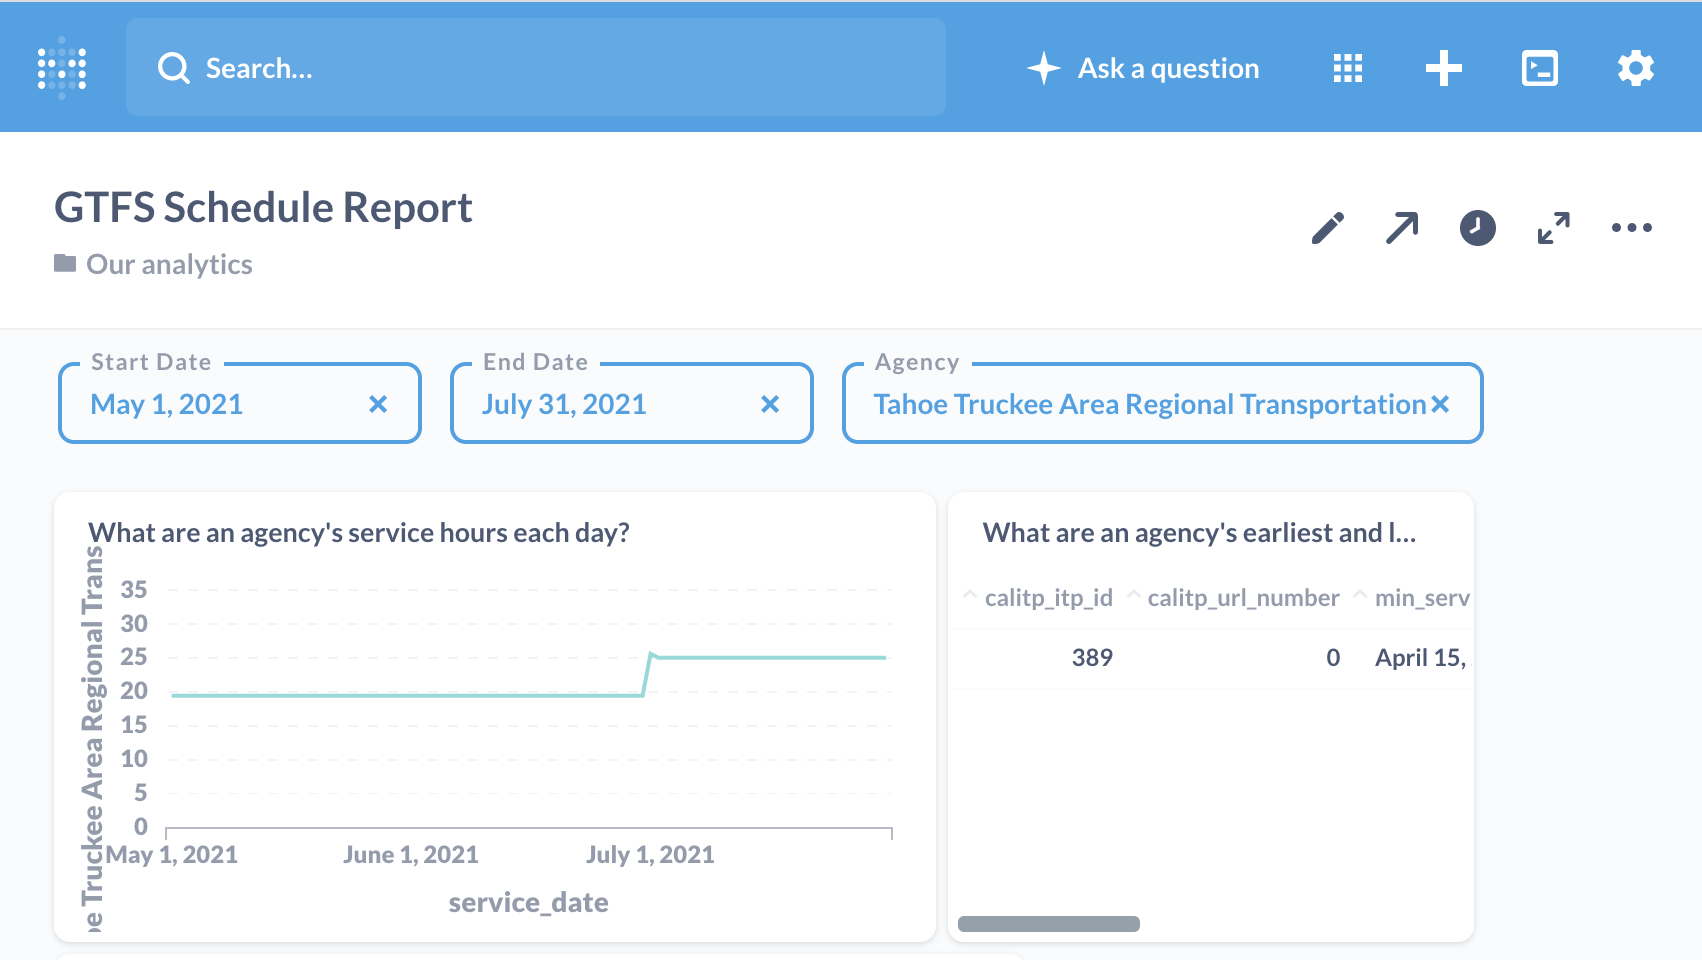 Search...
Ask a question
GTFS Schedule Report
Our analytics
Start Date
May 1, 2021
End Date
July 31, 2021
Agency
Tahoe Truckee Area Regional Transportation
What are an agency's service hours each day?
oe Truckee Area Regional Trans
35
30
25
20
15
10
5
0
May 1, 2021 June 1, 2021 July 1, 2021
service_date
What are an agency's earliest and l...
calitp_itp_id calitp_url_number min_serv
389 0 April 15,